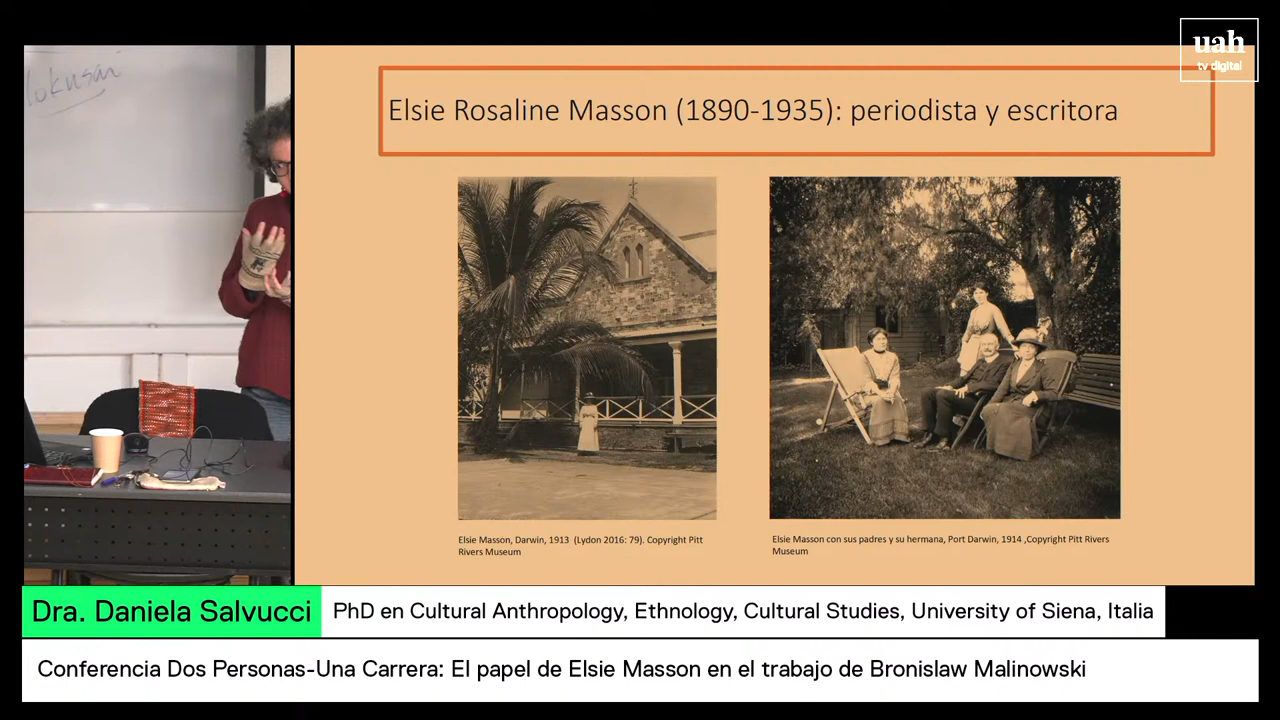 uah
tv digital
lokusai
Elsie Rosaline Masson (1890-1935): periodista y escritora
Elsie Masson, Darwin, 1913 (Lydon 2016: 79). Copyright Pitt
Rivers Museum
Elsie Masson con sus padres y su hermana, Port Darwin, 1914 ,Copyright Pitt Rivers
Museum
Dra. Daniela Salvucci
PhD en Cultural Anthropology, Ethnology, Cultural Studies, University of Siena, Italia
Conferencia Dos Personas-Una Carrera: El papel de Elsie Masson en el trabajo de Bronislaw Malinowski